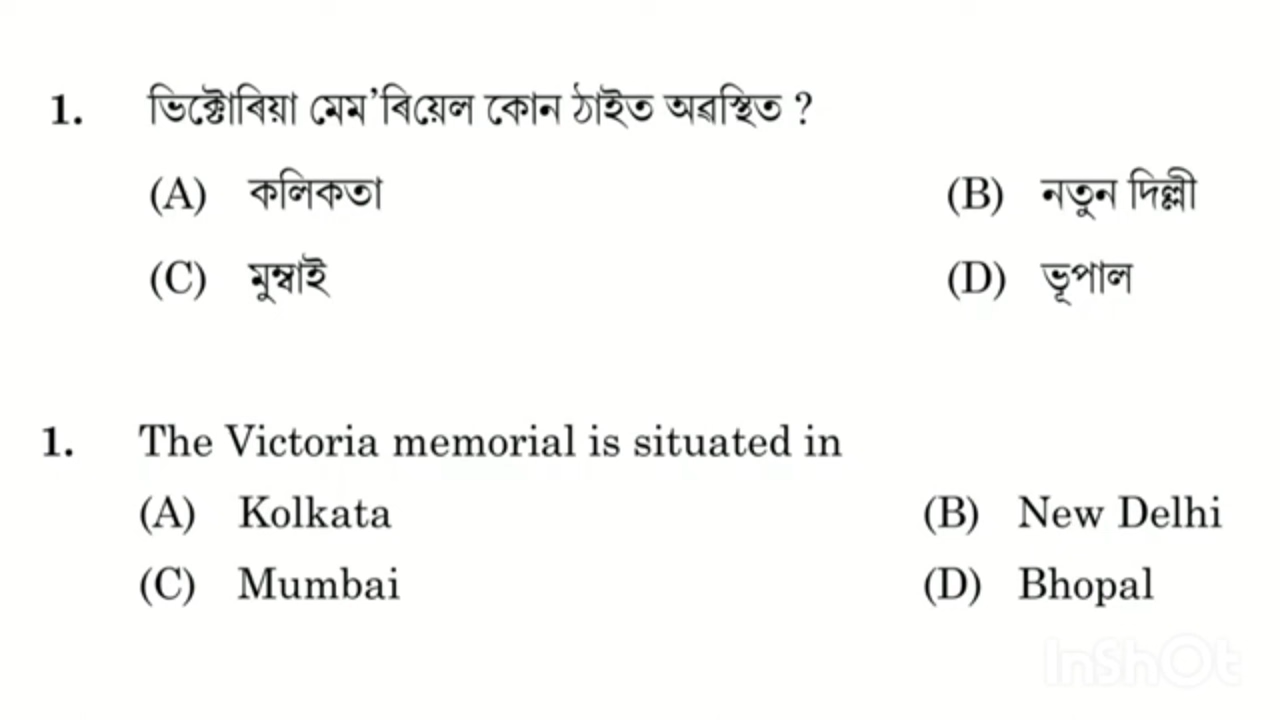 1. ভিক্টোৰিয়া মেম'ৰিয়েল কোন ঠাইত অৱস্থিত ?
(A) কলিকতা (B) নতুন দিল্লী
(C) মুম্বাই (D) ভূপাল
1. The Victoria memorial is situated in
(A) Kolkata (B) New Delhi
(C) Mumbai (D) Bhopal
InShOt